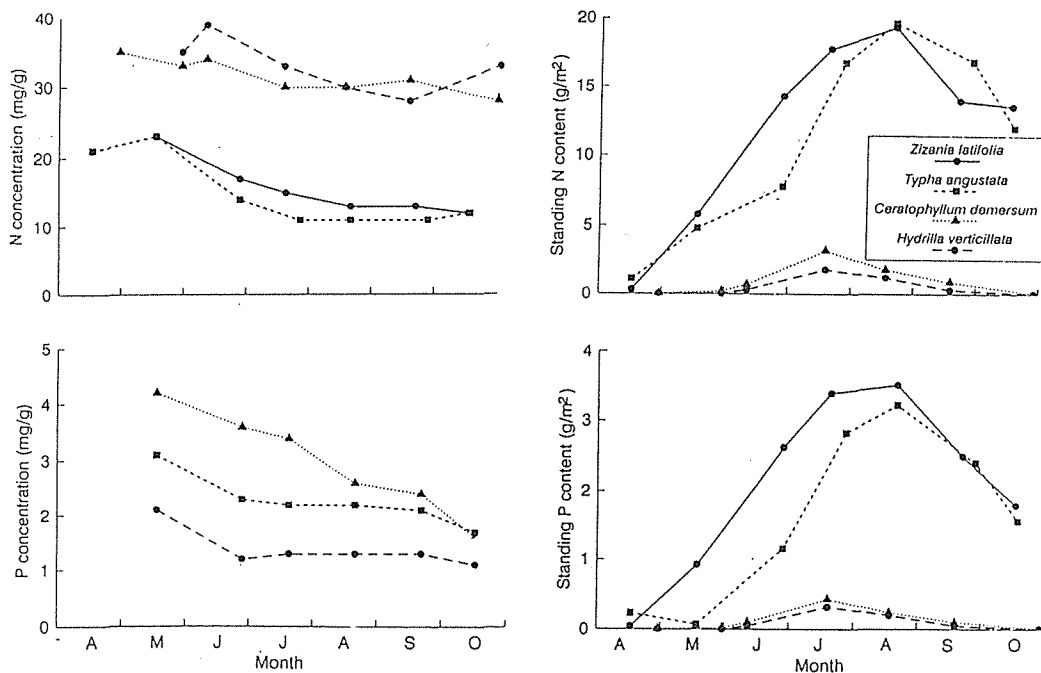 40
30
20
10
0
N concentration (mg/g)
20
15
10
5
0
Standing N content (g/m²)
Zizania latifolia
Typha angustata
Ceratophyllum demersum
Hydrilla verticillata
5
4
3
2
1
0
P concentration (mg/g)
A M J J A S O
Month
4
3
2
1
0
Standing P content (g/m²)
A M J J A S O
Month